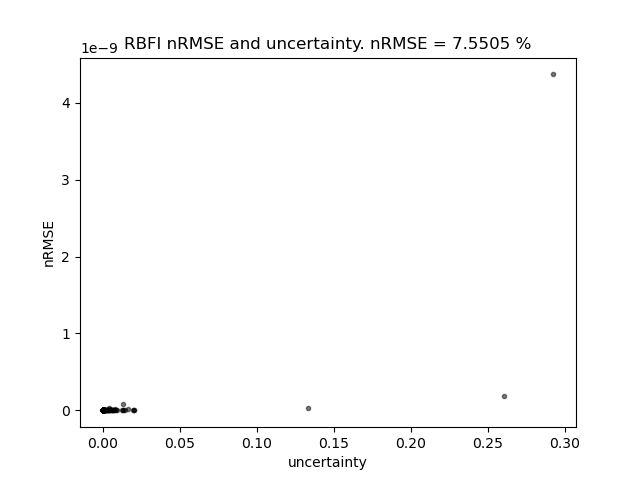 RBFI nRMSE and uncertainty. nRMSE = 7.5505 %
1e−9
4
3
2
1
0
nRMSE
0.00 0.05 0.10 0.15 0.20 0.25 0.30
uncertainty